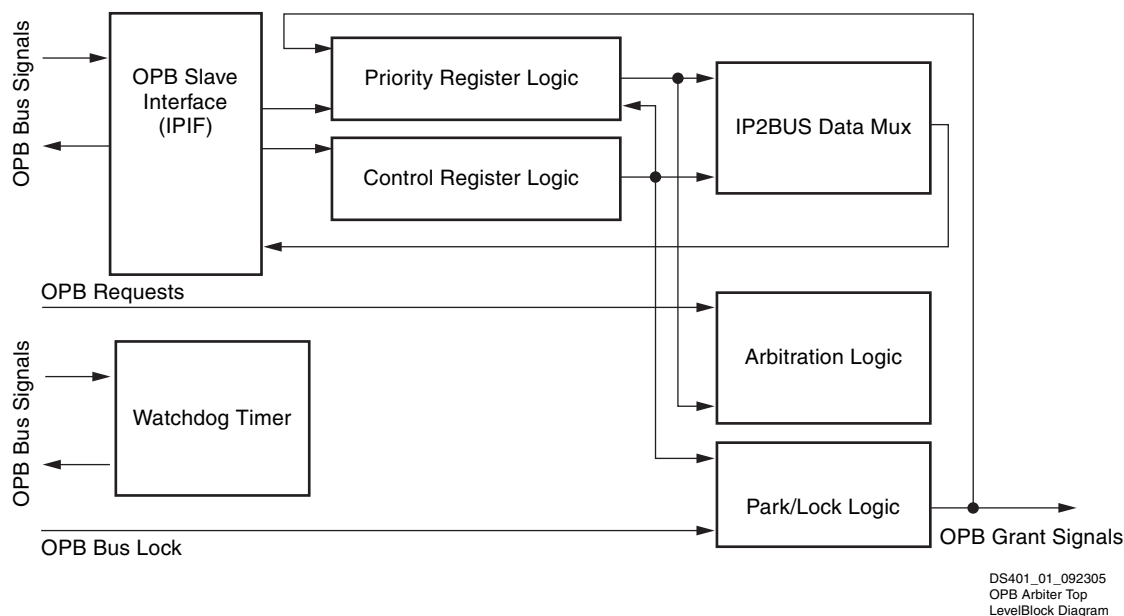 OPB Bus Signals
OPB Slave
Interface
(IPIF)
Priority Register Logic
IP2BUS Data Mux
Control Register Logic
OPB Requests
Arbitration Logic
OPB Bus Signals
Watchdog Timer
Park/Lock Logic
OPB Bus Lock
OPB Grant Signals
DS401_01_092305
OPB Arbiter Top
LevelBlock Diagram